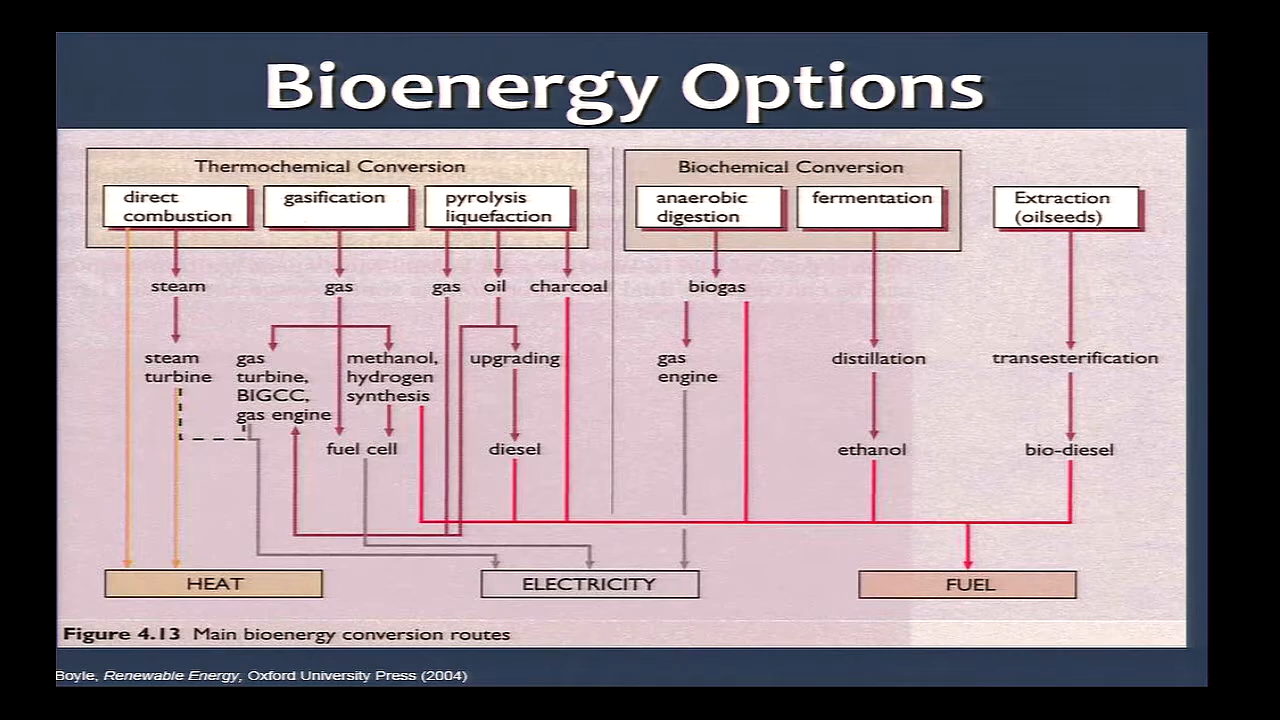 Bioenergy Options
Thermochemical Conversion
Biochemical Conversion
direct
combustion
gasification
pyrolysis
liquefaction
anaerobic
digestion
fermentation
Extraction
(oilseeds)
steam
gas
gas
oil
charcoal
biogas
steam
turbine
gas
turbine,
BIGCC,
gas engine
methanol,
hydrogen
synthesis
upgrading
gas
engine
distillation
transesterification
fuel cell
diesel
ethanol
bio-diesel
HEAT
ELECTRICITY
FUEL
Figure 4.13 Main bioenergy conversion routes
Boyle, Renewable Energy, Oxford University Press (2004)